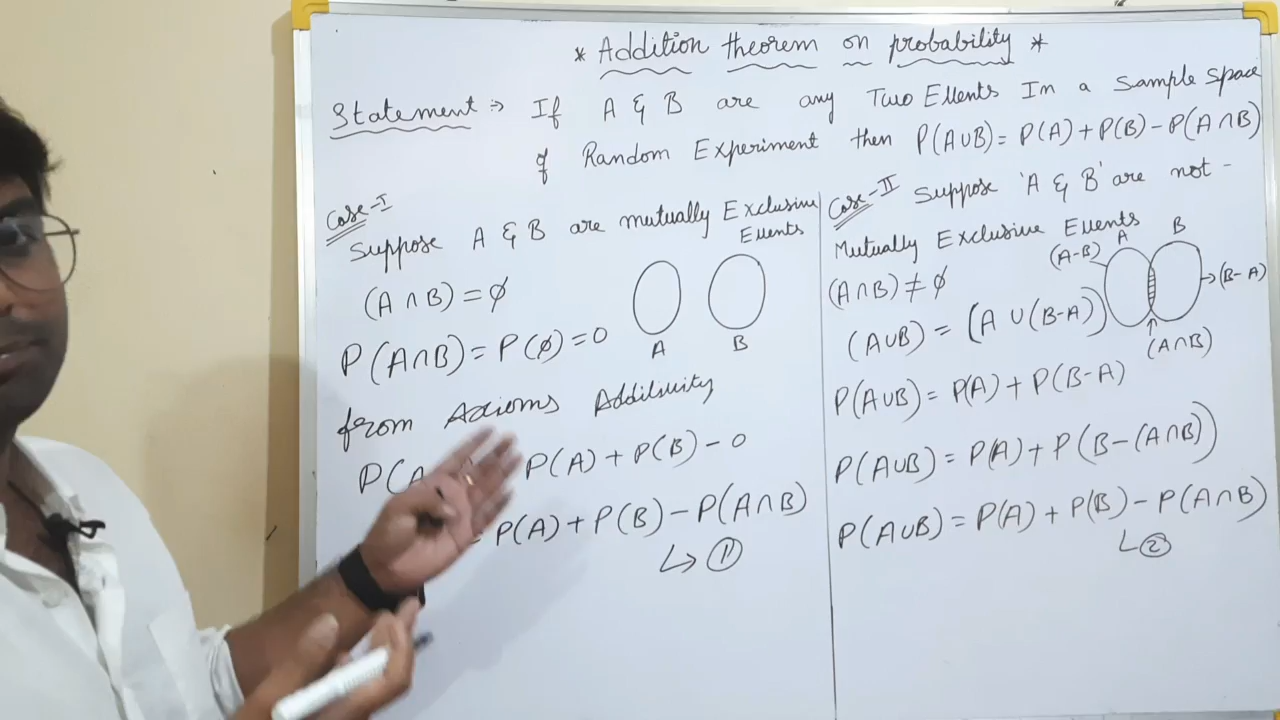 * Addition theorem on probability *
Statement ⇒ If A & B are any Two Events In a Sample Space
of Random Experiment then P(A∪B) = P(A) + P(B) - P(A∩B)
Case-I
Suppose A & B are mutually Exclusive
Events
(A∩B) = ϕ
P(A∩B) = P(ϕ) = 0
A B
from Axioms Additivity
P(A P(A) + P(B) - 0
= P(A) + P(B) - P(A∩B)
↳ ①
Case-II Suppose 'A & B' are not -
Mutually Exclusive Events
(A-B) A B
(A∩B) ≠ ϕ
(B-A)
(A∪B) = (A∪(B-A))
(A∩B)
P(A∪B) = P(A) + P(B-A)
P(A∪B) = P(A) + P(B-(A∩B))
P(A∪B) = P(A) + P(B) - P(A∩B)
↳ ②